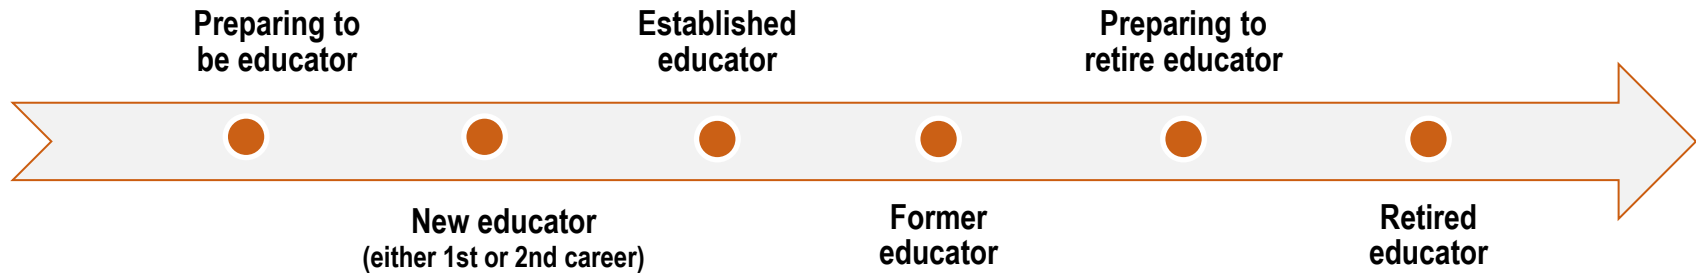 Preparing to
be educator
New educator
(either 1st or 2nd career)
Established
educator
Former
educator
Preparing to
retire educator
Retired
educator